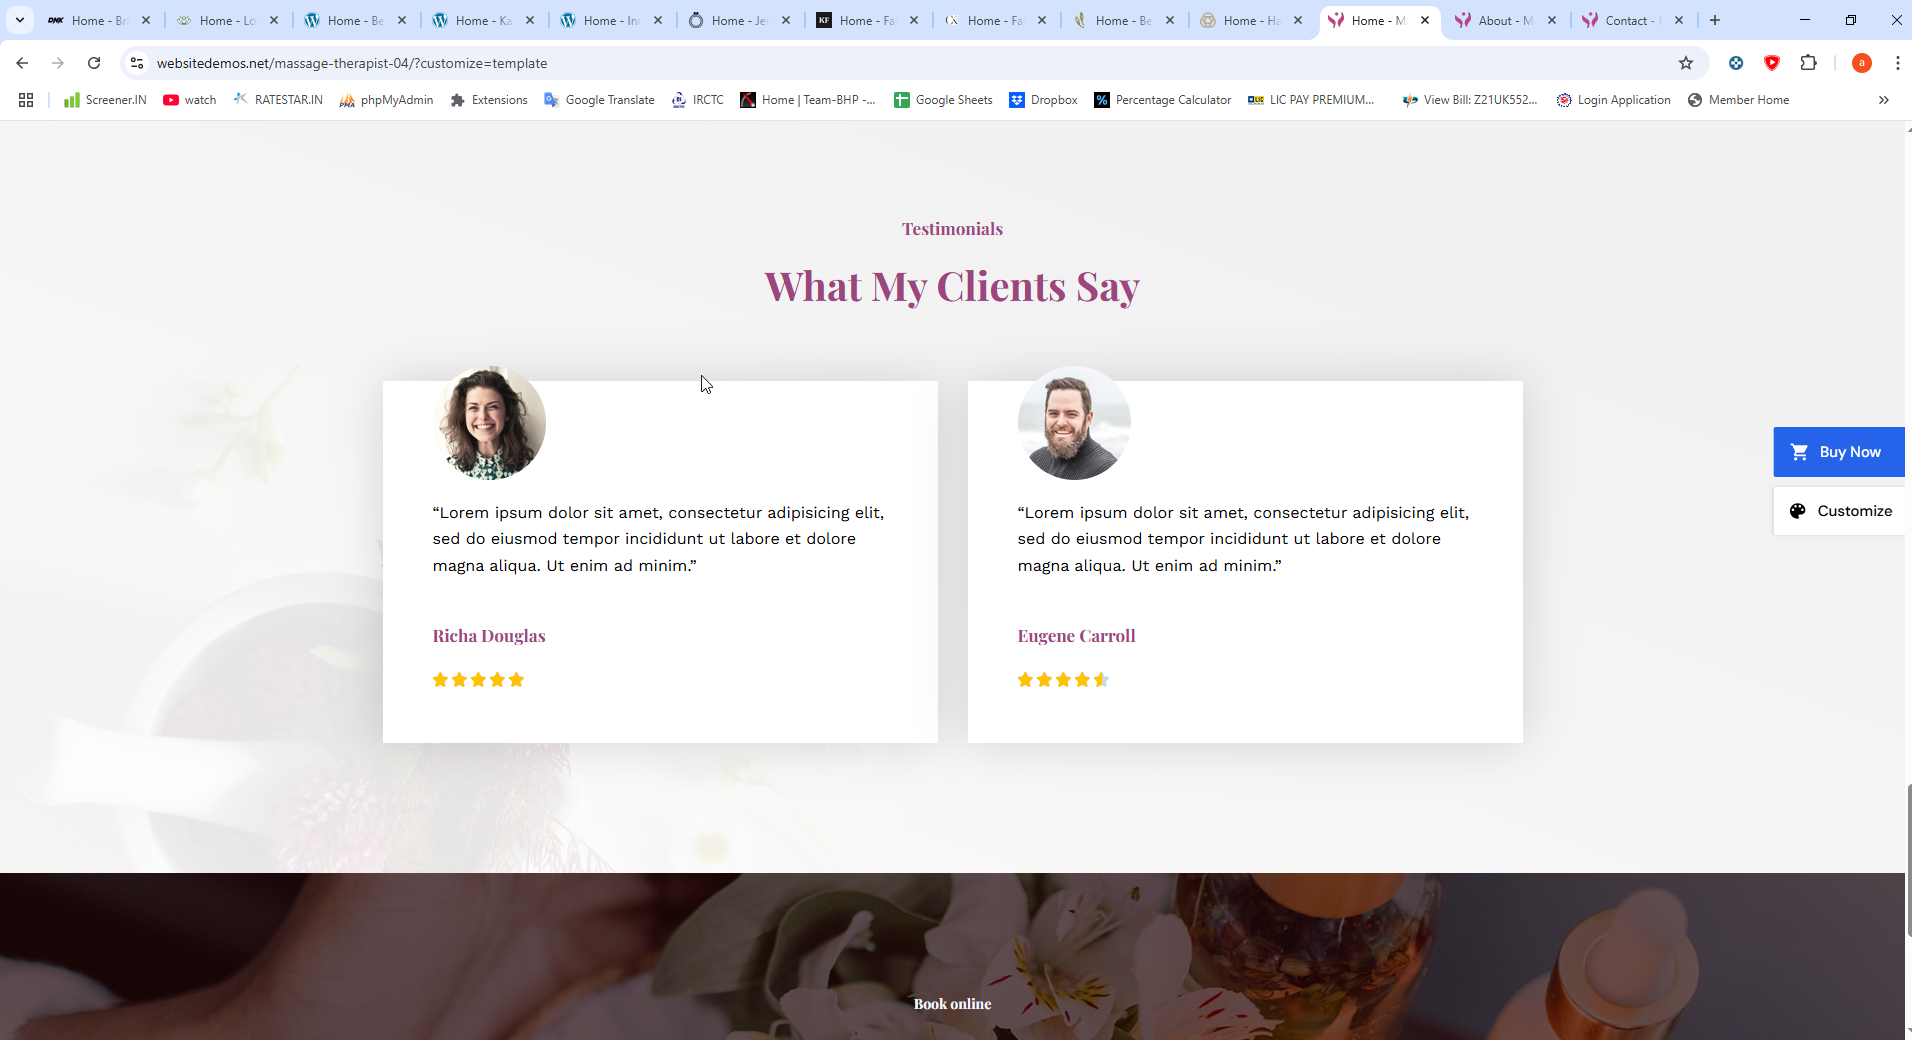 Home - Br
Home - Lo
Home - Be
Home - Ka
Home - In
Home - Je
Home - Fa
Home - Fa
Home - Be
Home - Ha
Home - M
About - M
Contact -
websitedemos.net/massage-therapist-04/?customize=template
a
Screener.IN
watch
RATESTAR.IN
phpMyAdmin
Extensions
Google Translate
IRCTC
Home | Team-BHP -...
Google Sheets
Dropbox
Percentage Calculator
LIC PAY PREMIUM...
View Bill: Z21UK552...
Login Application
Member Home
Testimonials
What My Clients Say
“Lorem ipsum dolor sit amet, consectetur adipisicing elit,
sed do eiusmod tempor incididunt ut labore et dolore
magna aliqua. Ut enim ad minim.”
Richa Douglas
“Lorem ipsum dolor sit amet, consectetur adipisicing elit,
sed do eiusmod tempor incididunt ut labore et dolore
magna aliqua. Ut enim ad minim.”
Eugene Carroll
Buy Now
Customize
Book online